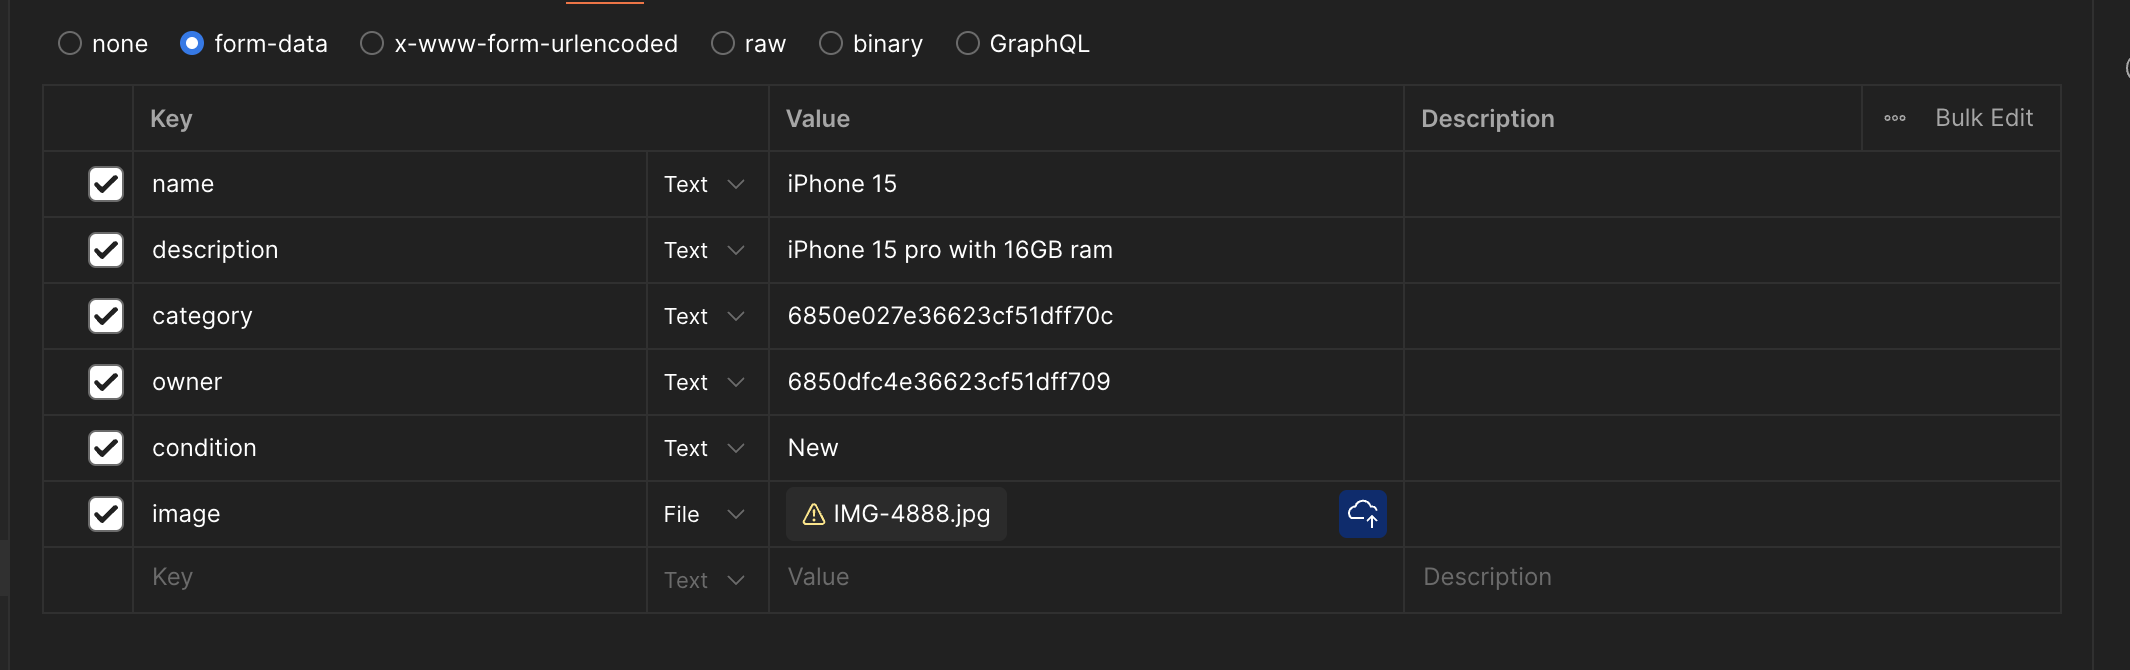 none form-data x-www-form-urlencoded raw binary GraphQL
Key Value Description Bulk Edit
name Text iPhone 15
description Text iPhone 15 pro with 16GB ram
category Text 6850e027e36623cf51dff70c
owner Text 6850dfc4e36623cf51dff709
condition Text New
image File IMG-4888.jpg
Key Text Value Description